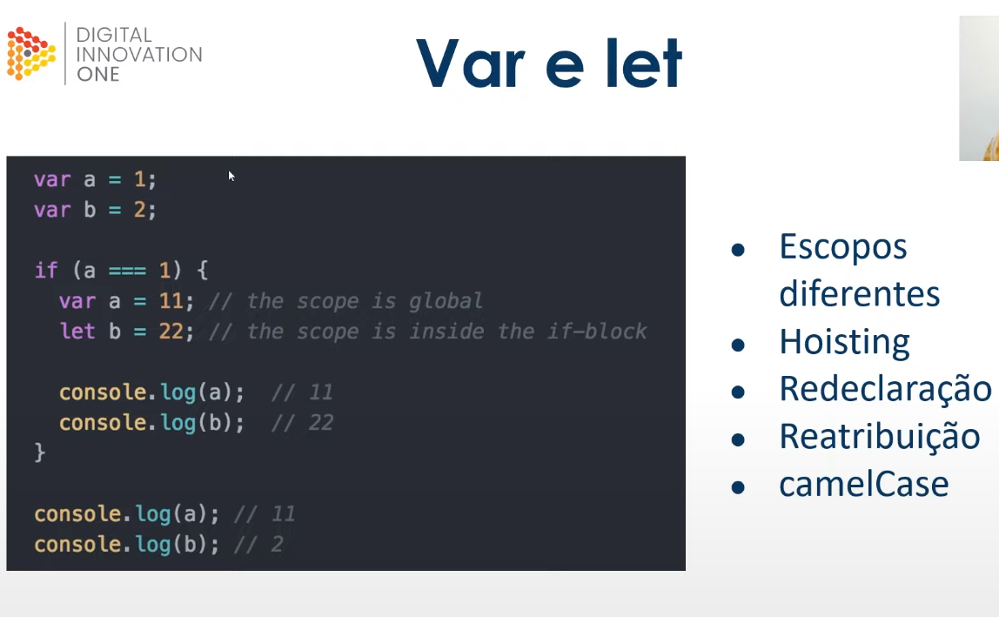 DIGITAL
INNOVATION
ONE
Var e let
var a = 1;
var b = 2;
if (a === 1) {
  var a = 11; // the scope is global
  let b = 22; // the scope is inside the if-block
  console.log(a);  // 11
  console.log(b);  // 22
}
console.log(a); // 11
console.log(b); // 2
● Escopos
diferentes
● Hoisting
● Redeclaração
● Reatribuição
● camelCase